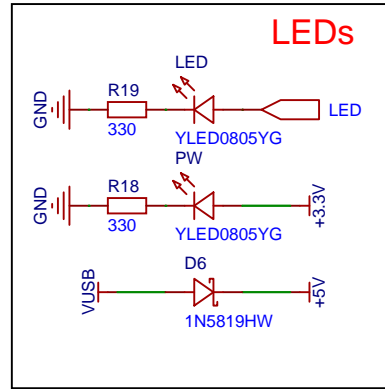 LEDs
LED
R19
GND
330
YLED0805YG
LED
PW
R18
GND
330
YLED0805YG
+3.3V
D6
VUSB
1N5819HW
+5V